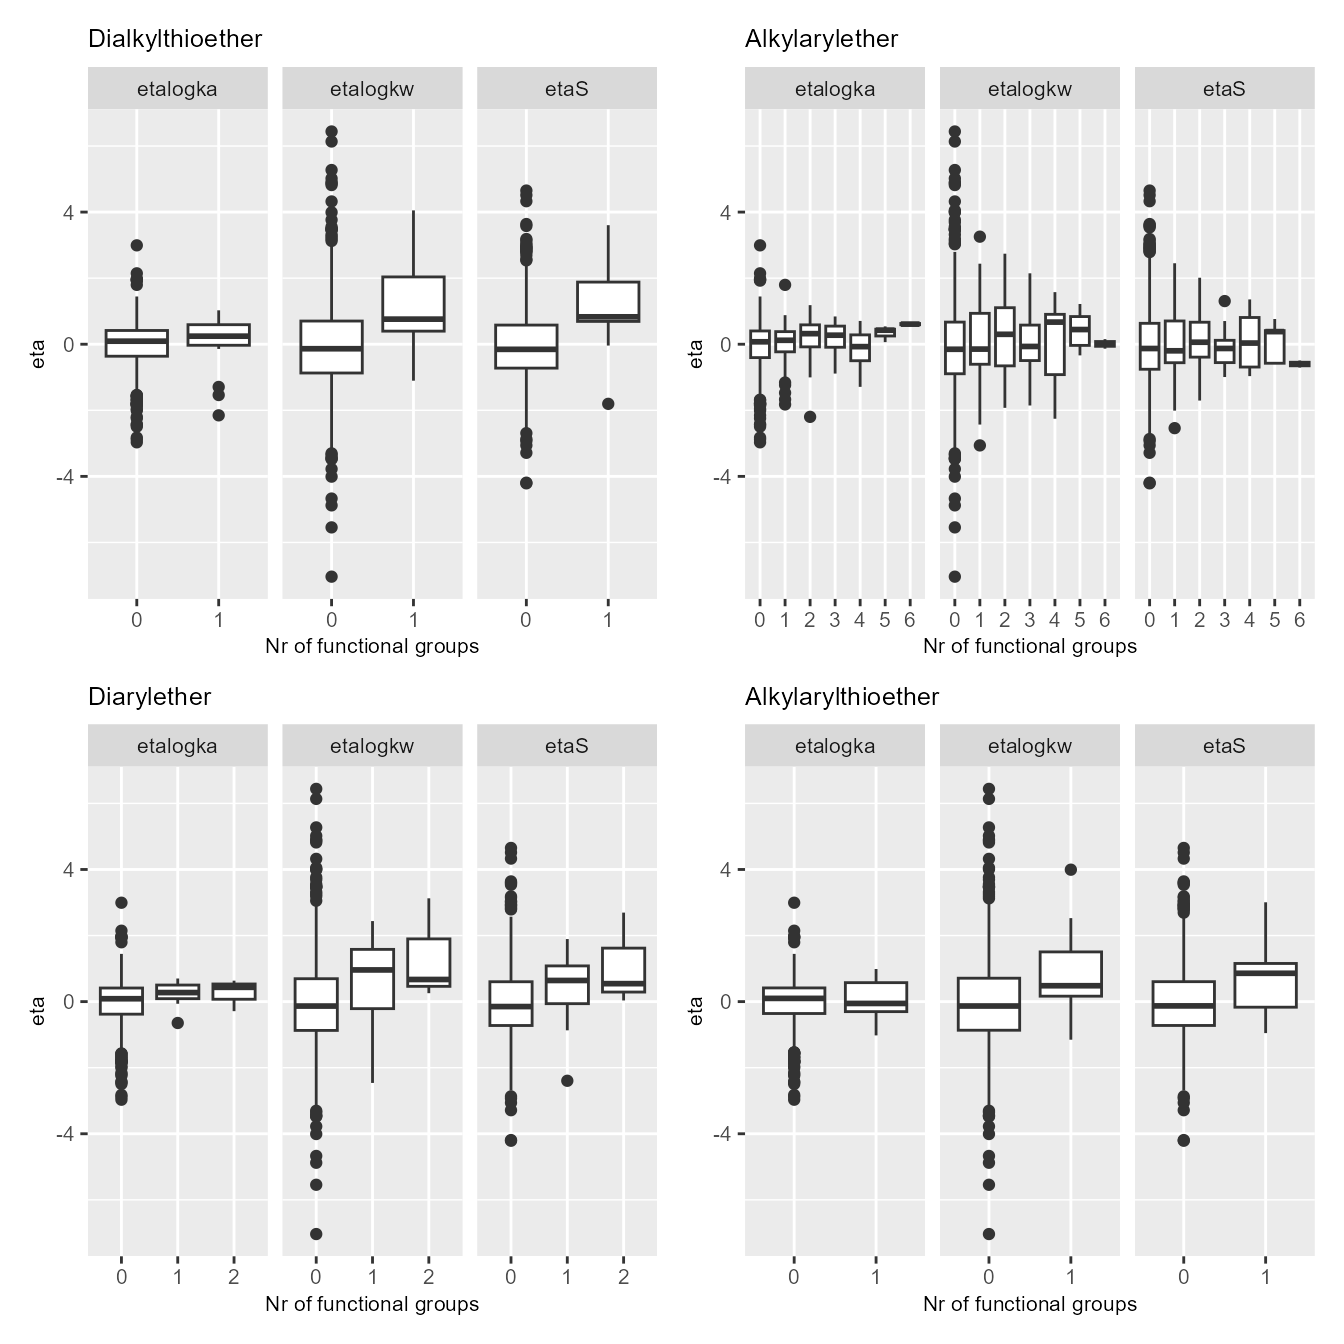 Dialkylthioether
etalogka etalogkw etaS
eta
4
0
-4
0 1 0 1 0 1
Nr of functional groups
Alkylarylether
etalogka etalogkw etaS
eta
4
0
-4
0 1 2 3 4 5 6 0 1 2 3 4 5 6 0 1 2 3 4 5 6
Nr of functional groups
Diarylether
etalogka etalogkw etaS
eta
4
0
-4
0 1 2 0 1 2 0 1 2
Nr of functional groups
Alkylarylthioether
etalogka etalogkw etaS
eta
4
0
-4
0 1 0 1 0 1
Nr of functional groups